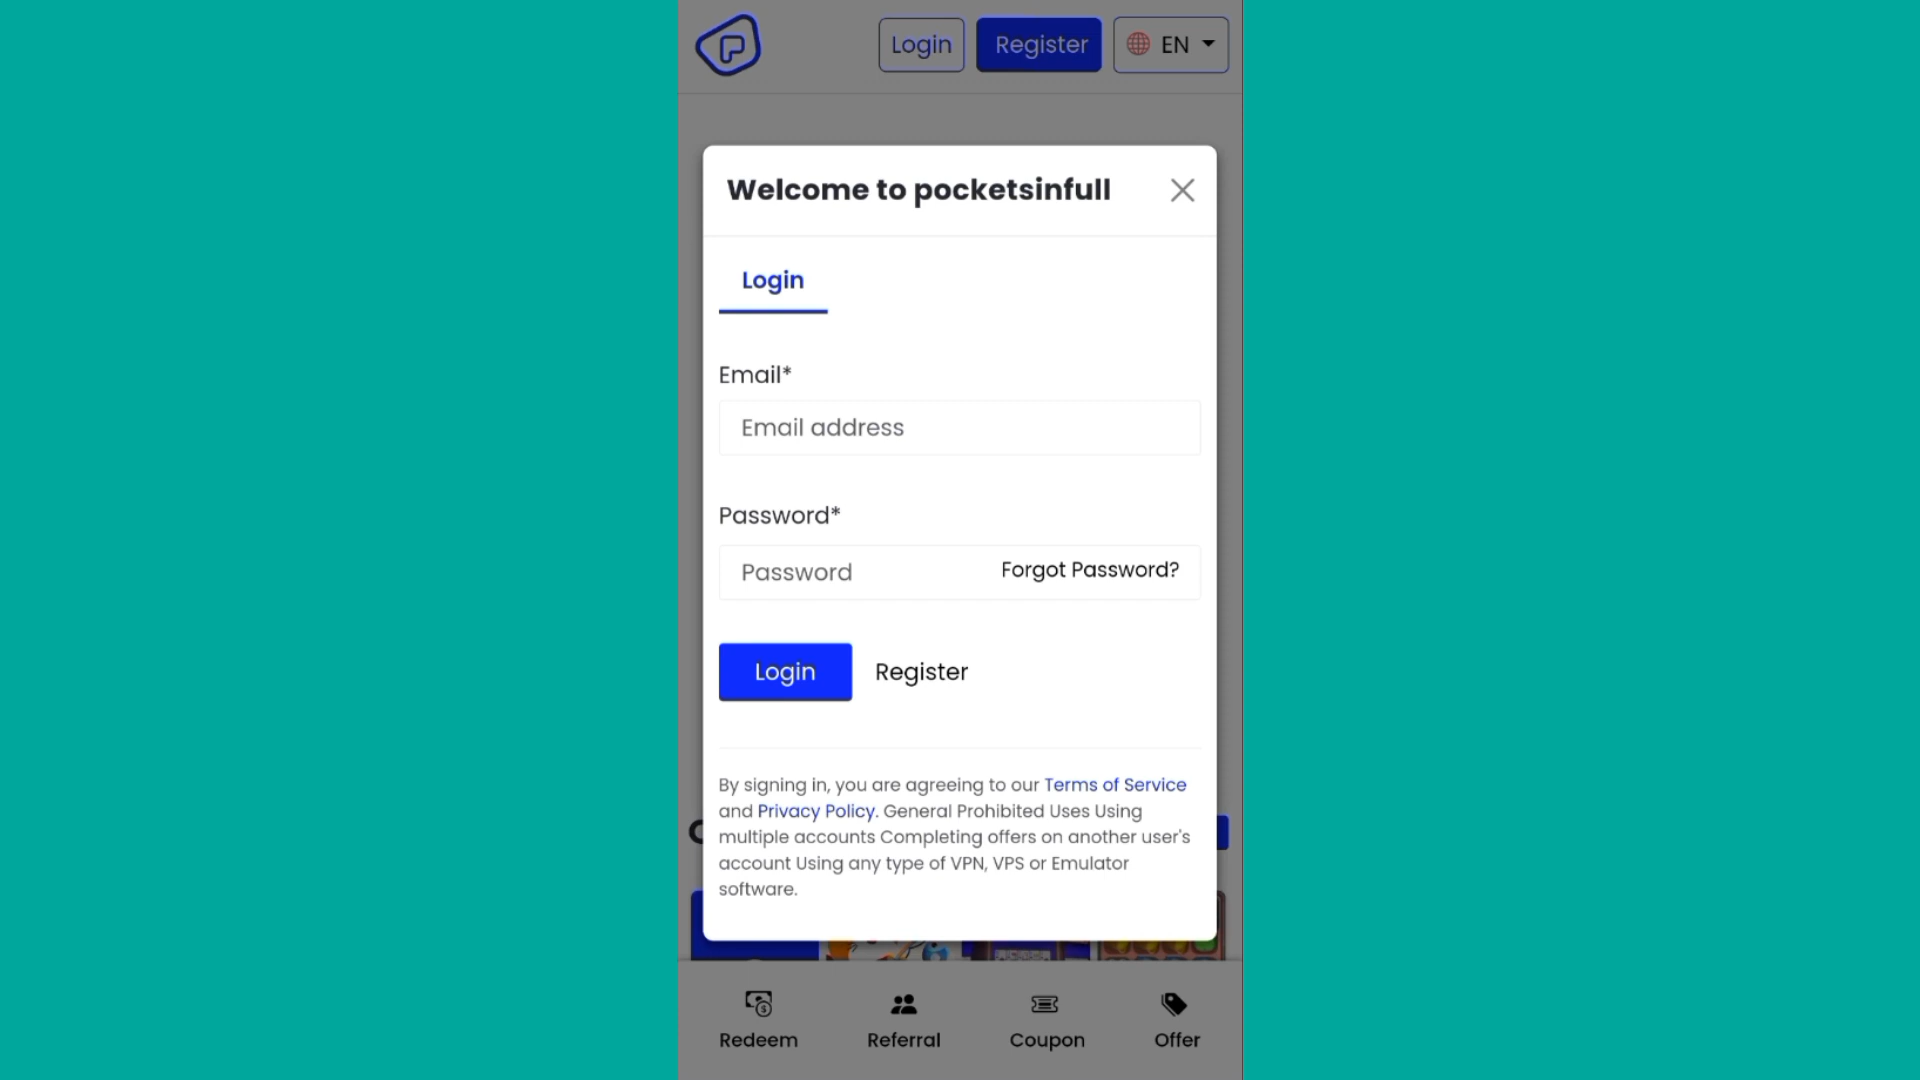 Login
Register
EN
Welcome to pocketsinfull
Login
Email*
Email address
Password*
Password
Forgot Password?
Login
Register
By signing in, you are agreeing to our Terms of Service
and Privacy Policy. General Prohibited Uses Using
multiple accounts Completing offers on another user's
account Using any type of VPN, VPS or Emulator
software.
Redeem
Referral
Coupon
Offer